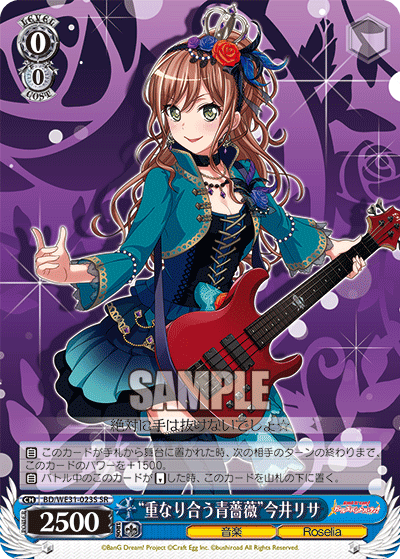 LEVEL
0
0
COST
SAMPLE
絶対に手は抜けないでしょ☆
自 このカードが手札から舞台に置かれた時、次の相手のターンの終わりまで、
このカードのパワーを+1500。
自 バトル中のこのカードが した時、このカードを山札の下に置く。
CH BD/WE31-023S SR
2500
“重なり合う青薔薇”今井リサ
音楽 Roselia
©BanG Dream! Project ©Craft Egg Inc. ©bushiroad All Rights Reserved.